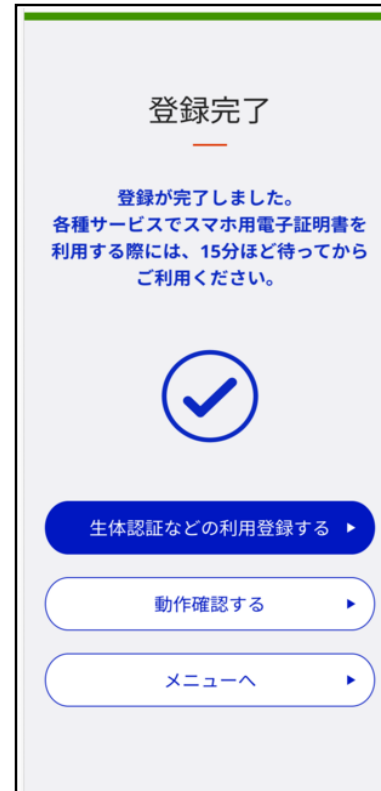 登録完了
登録が完了しました。
各種サービスでスマホ用電子証明書を
利用する際には、15分ほど待ってから
ご利用ください。
生体認証などの利用登録する
動作確認する
メニューへ